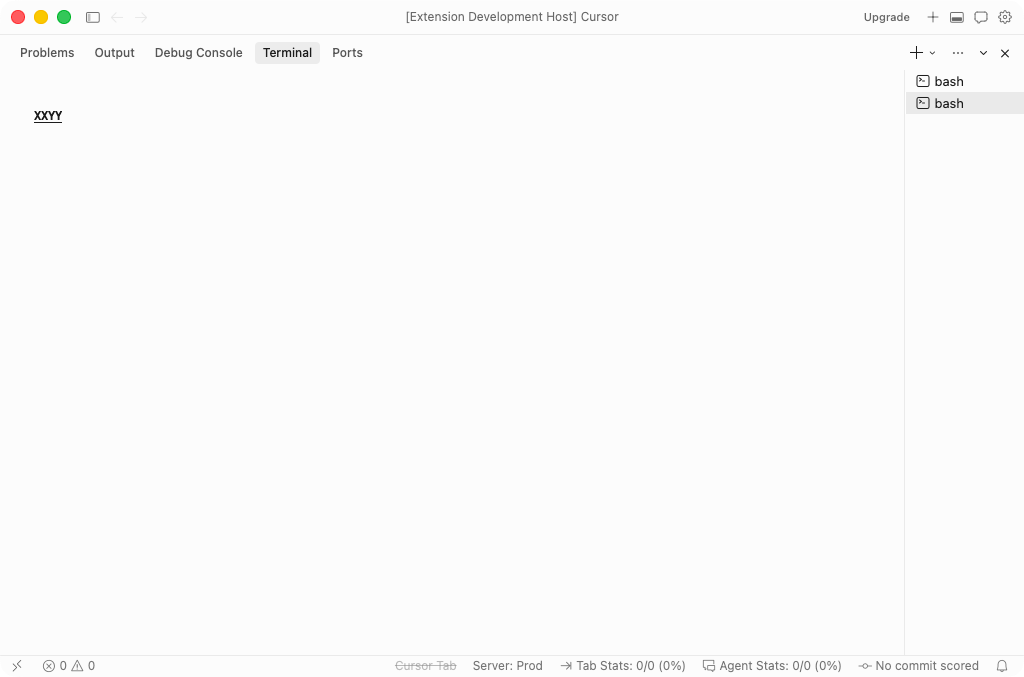 [Extension Development Host] Cursor
Upgrade
Problems Output Debug Console Terminal Ports
bash
bash
XXYY
0 0 Cursor Tab Server: Prod Tab Stats: 0/0 (0%) Agent Stats: 0/0 (0%) No commit scored